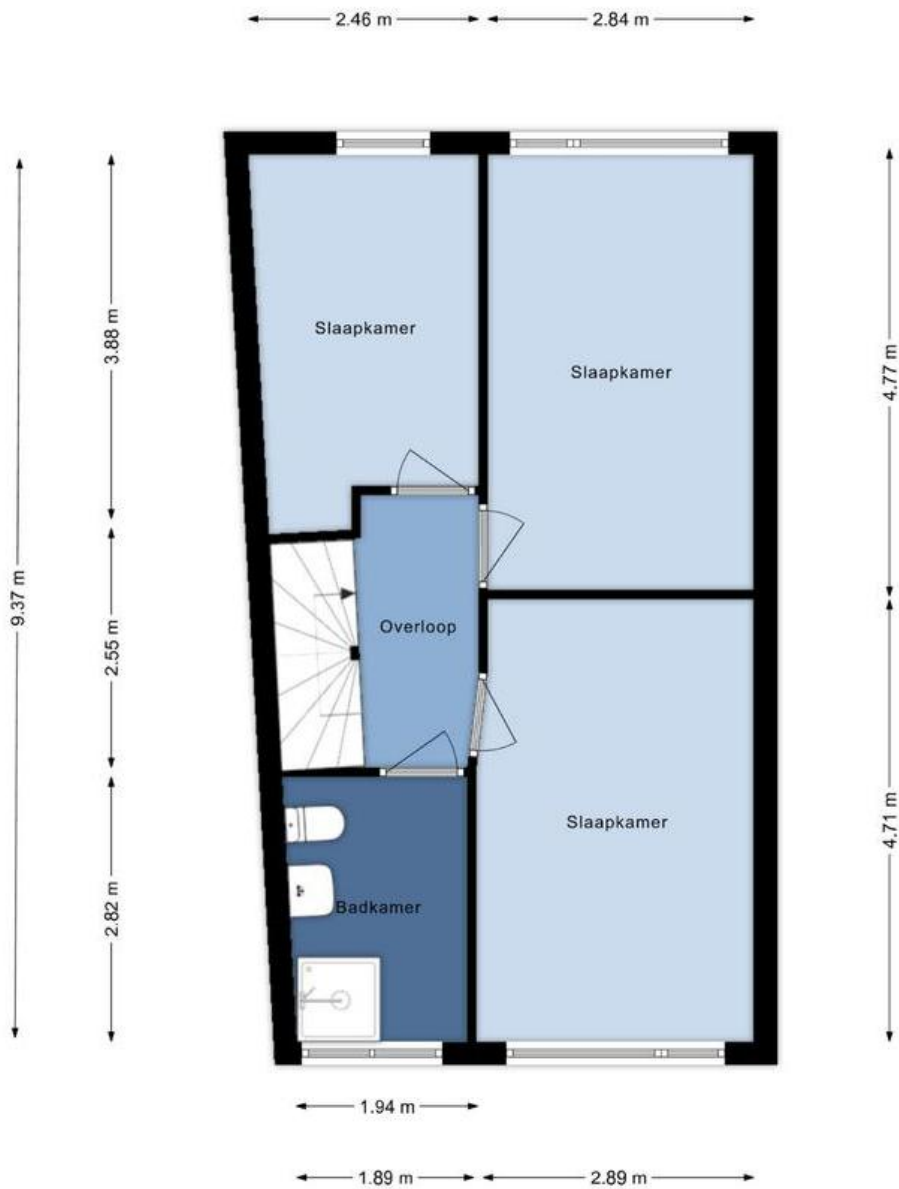 2.46 m
2.84 m
3.88 m
4.77 m
9.37 m
2.55 m
Slaapkamer
Slaapkamer
Overloop
Slaapkamer
4.71 m
2.82 m
Badkamer
1.94 m
1.89 m
2.89 m